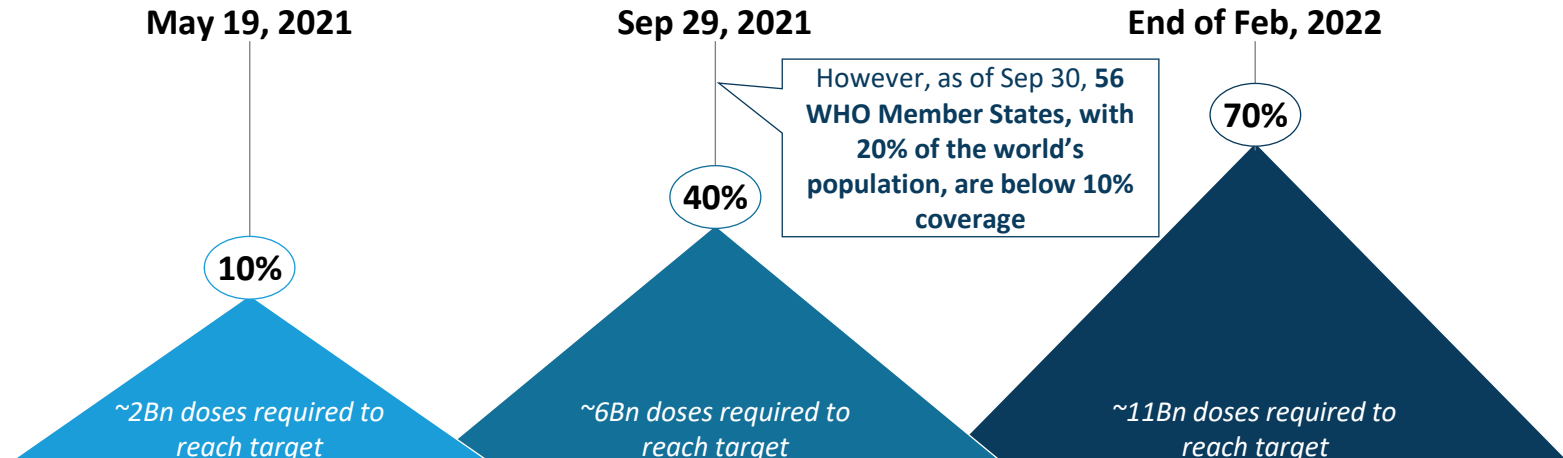 May 19, 2021
Sep 29, 2021
End of Feb, 2022
However, as of Sep 30, 56
WHO Member States, with
20% of the world’s
population, are below 10%
coverage
70%
40%
10%
~2Bn doses required to
reach target
~6Bn doses required to
reach target
~11Bn doses required to
reach target